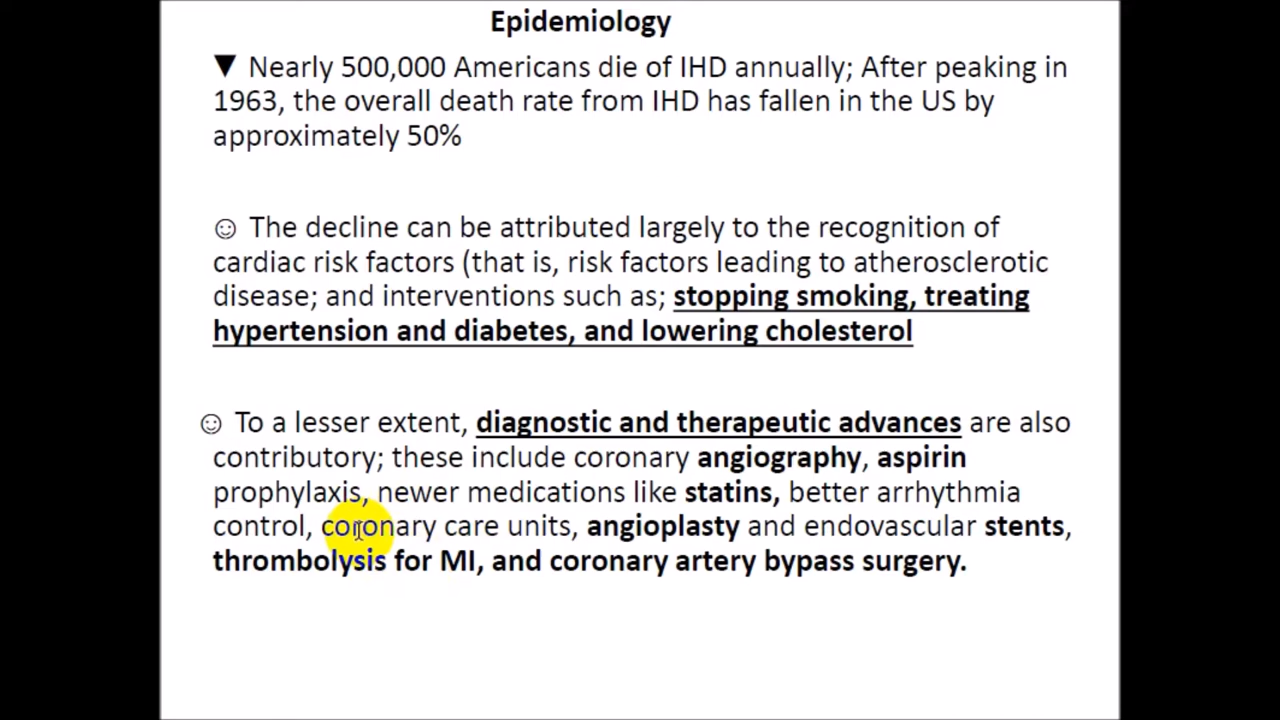 Epidemiology
▼ Nearly 500,000 Americans die of IHD annually; After peaking in
1963, the overall death rate from IHD has fallen in the US by
approximately 50%
☺ The decline can be attributed largely to the recognition of
cardiac risk factors (that is, risk factors leading to atherosclerotic
disease; and interventions such as; stopping smoking, treating
hypertension and diabetes, and lowering cholesterol
☺ To a lesser extent, diagnostic and therapeutic advances are also
contributory; these include coronary angiography, aspirin
prophylaxis, newer medications like statins, better arrhythmia
control, coronary care units, angioplasty and endovascular stents,
thrombolysis for MI, and coronary artery bypass surgery.